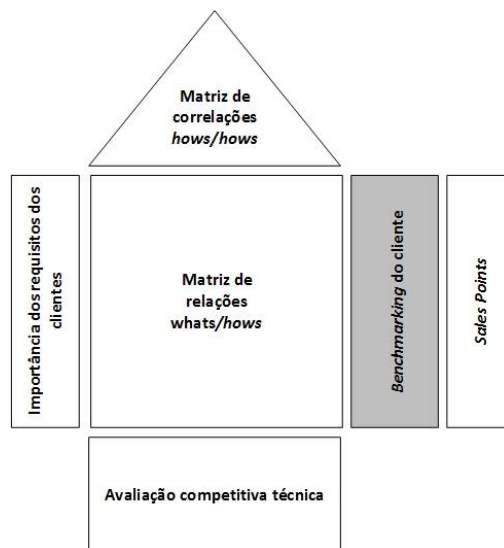 Matriz de
correlações
hows/hows
Importância dos requisitos dos
clientes
Matriz de
relações
whats/hows
Benchmarking do cliente
Sales Points
Avaliação competitiva técnica